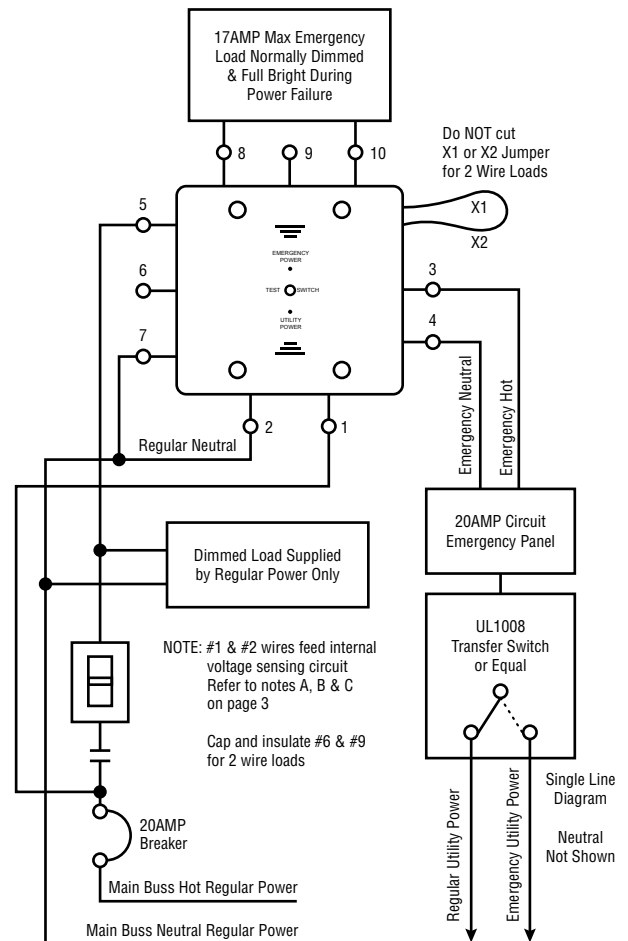 17AMP Max Emergency
Load Normally Dimmed
& Full Bright During
Power Failure
8
9
10
Do NOT cut
X1 or X2 Jumper
for 2 Wire Loads
X1
X2
5
6
7
EMERGENCY
POWER
TEST SWITCH
UTILITY
POWER
3
4
2
1
Regular Neutral
Emergency Neutral
Emergency Hot
20AMP Circuit
Emergency Panel
Dimmed Load Supplied
by Regular Power Only
UL1008
Transfer Switch
or Equal
NOTE: #1 & #2 wires feed internal
voltage sensing circuit
Refer to notes A, B & C
on page 3
Cap and insulate #6 & #9
for 2 wire loads
20AMP
Breaker
Main Buss Hot Regular Power
Main Buss Neutral Regular Power
Regular Utility Power
Emergency Utility Power
Single Line
Diagram
Neutral
Not Shown